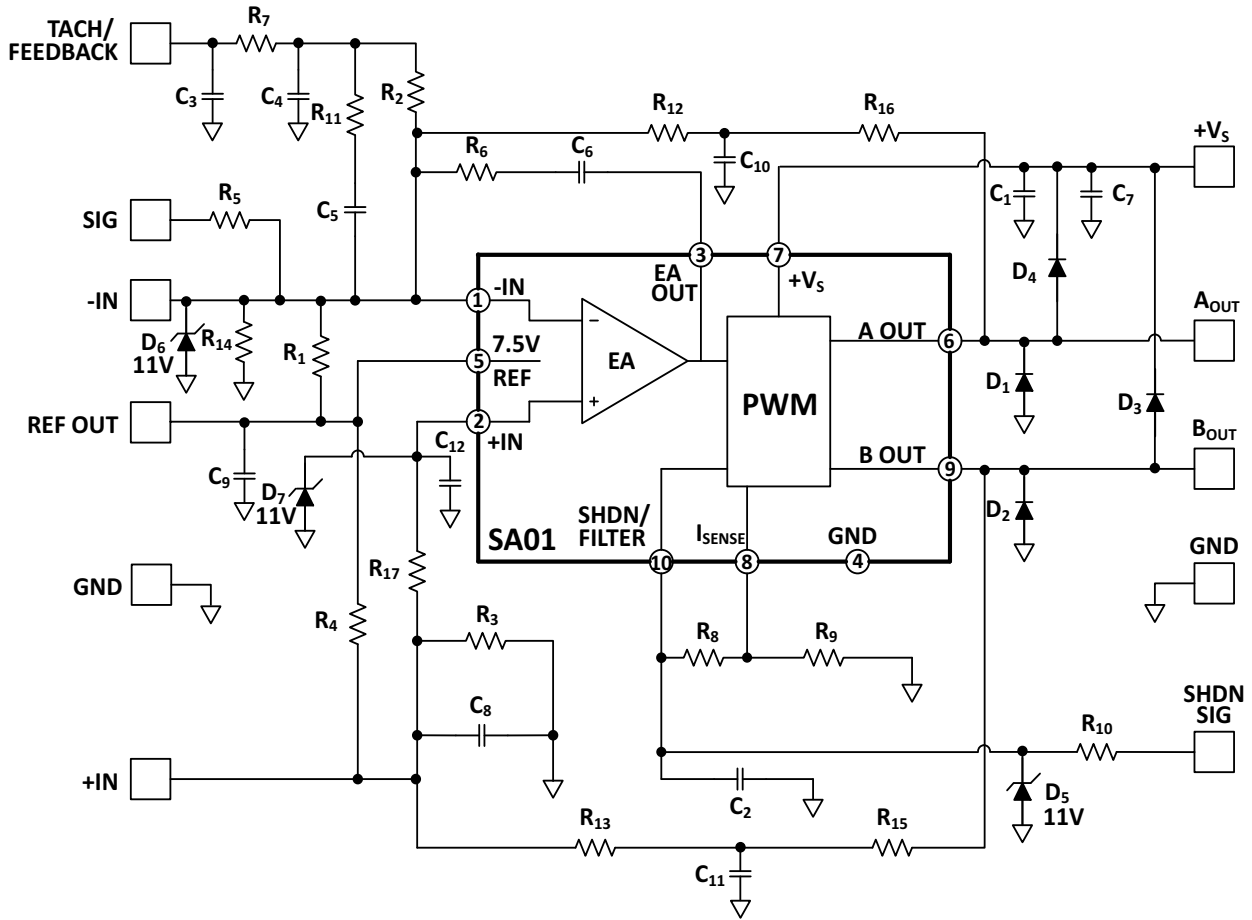 TACH/
FEEDBACK
R7
C3
C4
R11
R2
R12
R16
+VS
R6
C6
C10
C1
C7
SIG
R5
C5
D4
-IN
D6
11V
R14
R1
1
-IN
3
EA
OUT
7
+VS
7.5V
5
REF
EA
PWM
A OUT
6
AOUT
D1
D3
REF OUT
2
+IN
C9
D7
11V
C12
B OUT
9
BOUT
D2
SHDN/
FILTER
ISENSE
GND
SA01
10
8
4
GND
GND
R17
R4
R3
R8
R9
C8
SHDN
SIG
R10
+IN
C2
D5
11V
R13
R15
C11